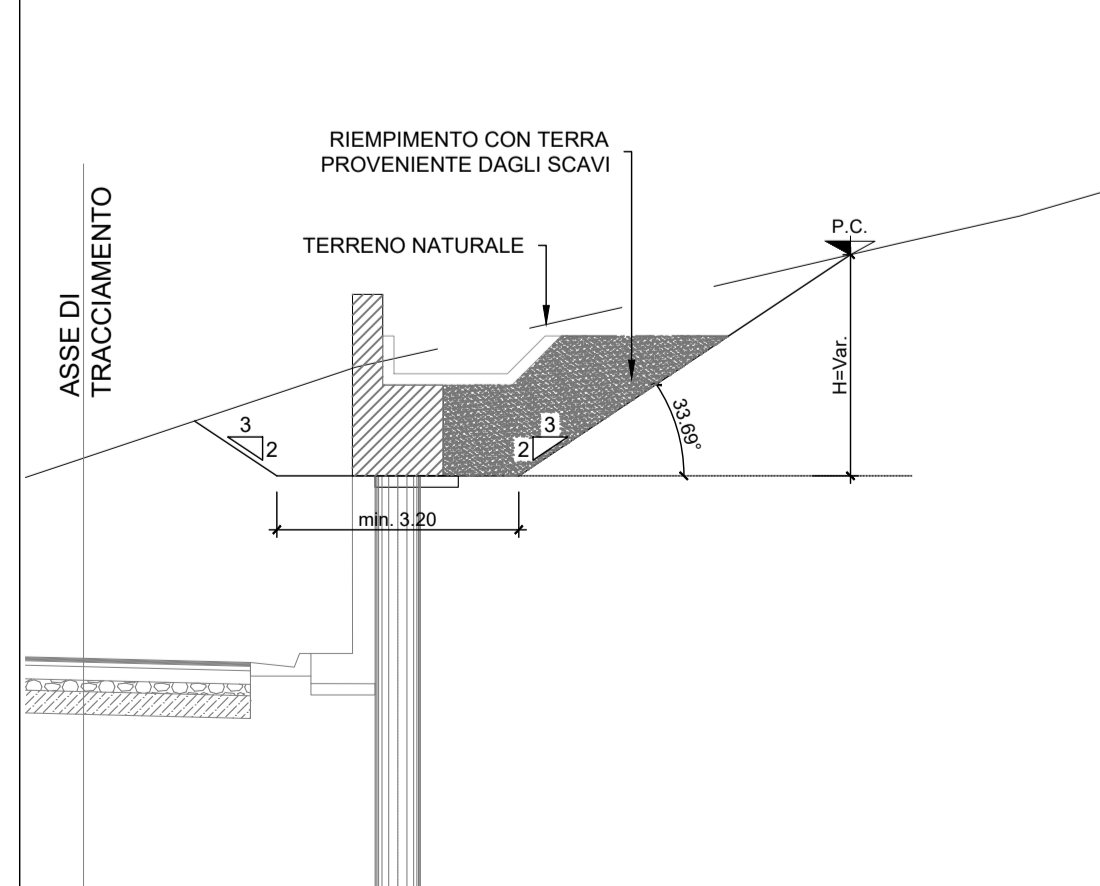 RIEMPIMENTO CON TERRA
PROVENIENTE DAGLI SCAVI
ASSE DI
TRACCIAMENTO
TERRENO NATURALE
P.C.
H=Var.
33.69°
3
2
3
2
min. 3.20